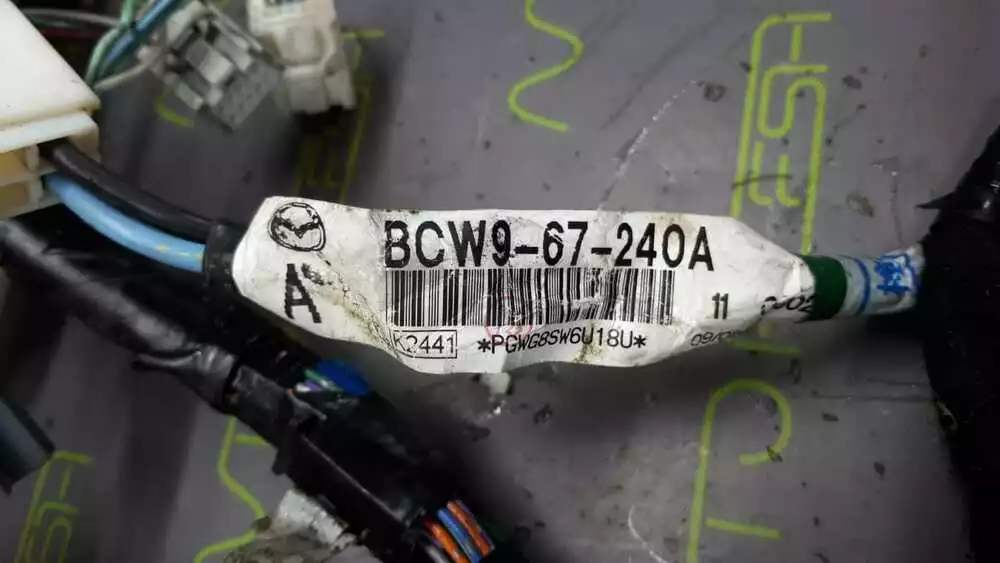 BCW9-67-240A
A
11
K2441
*PGWG8SW6U18U*